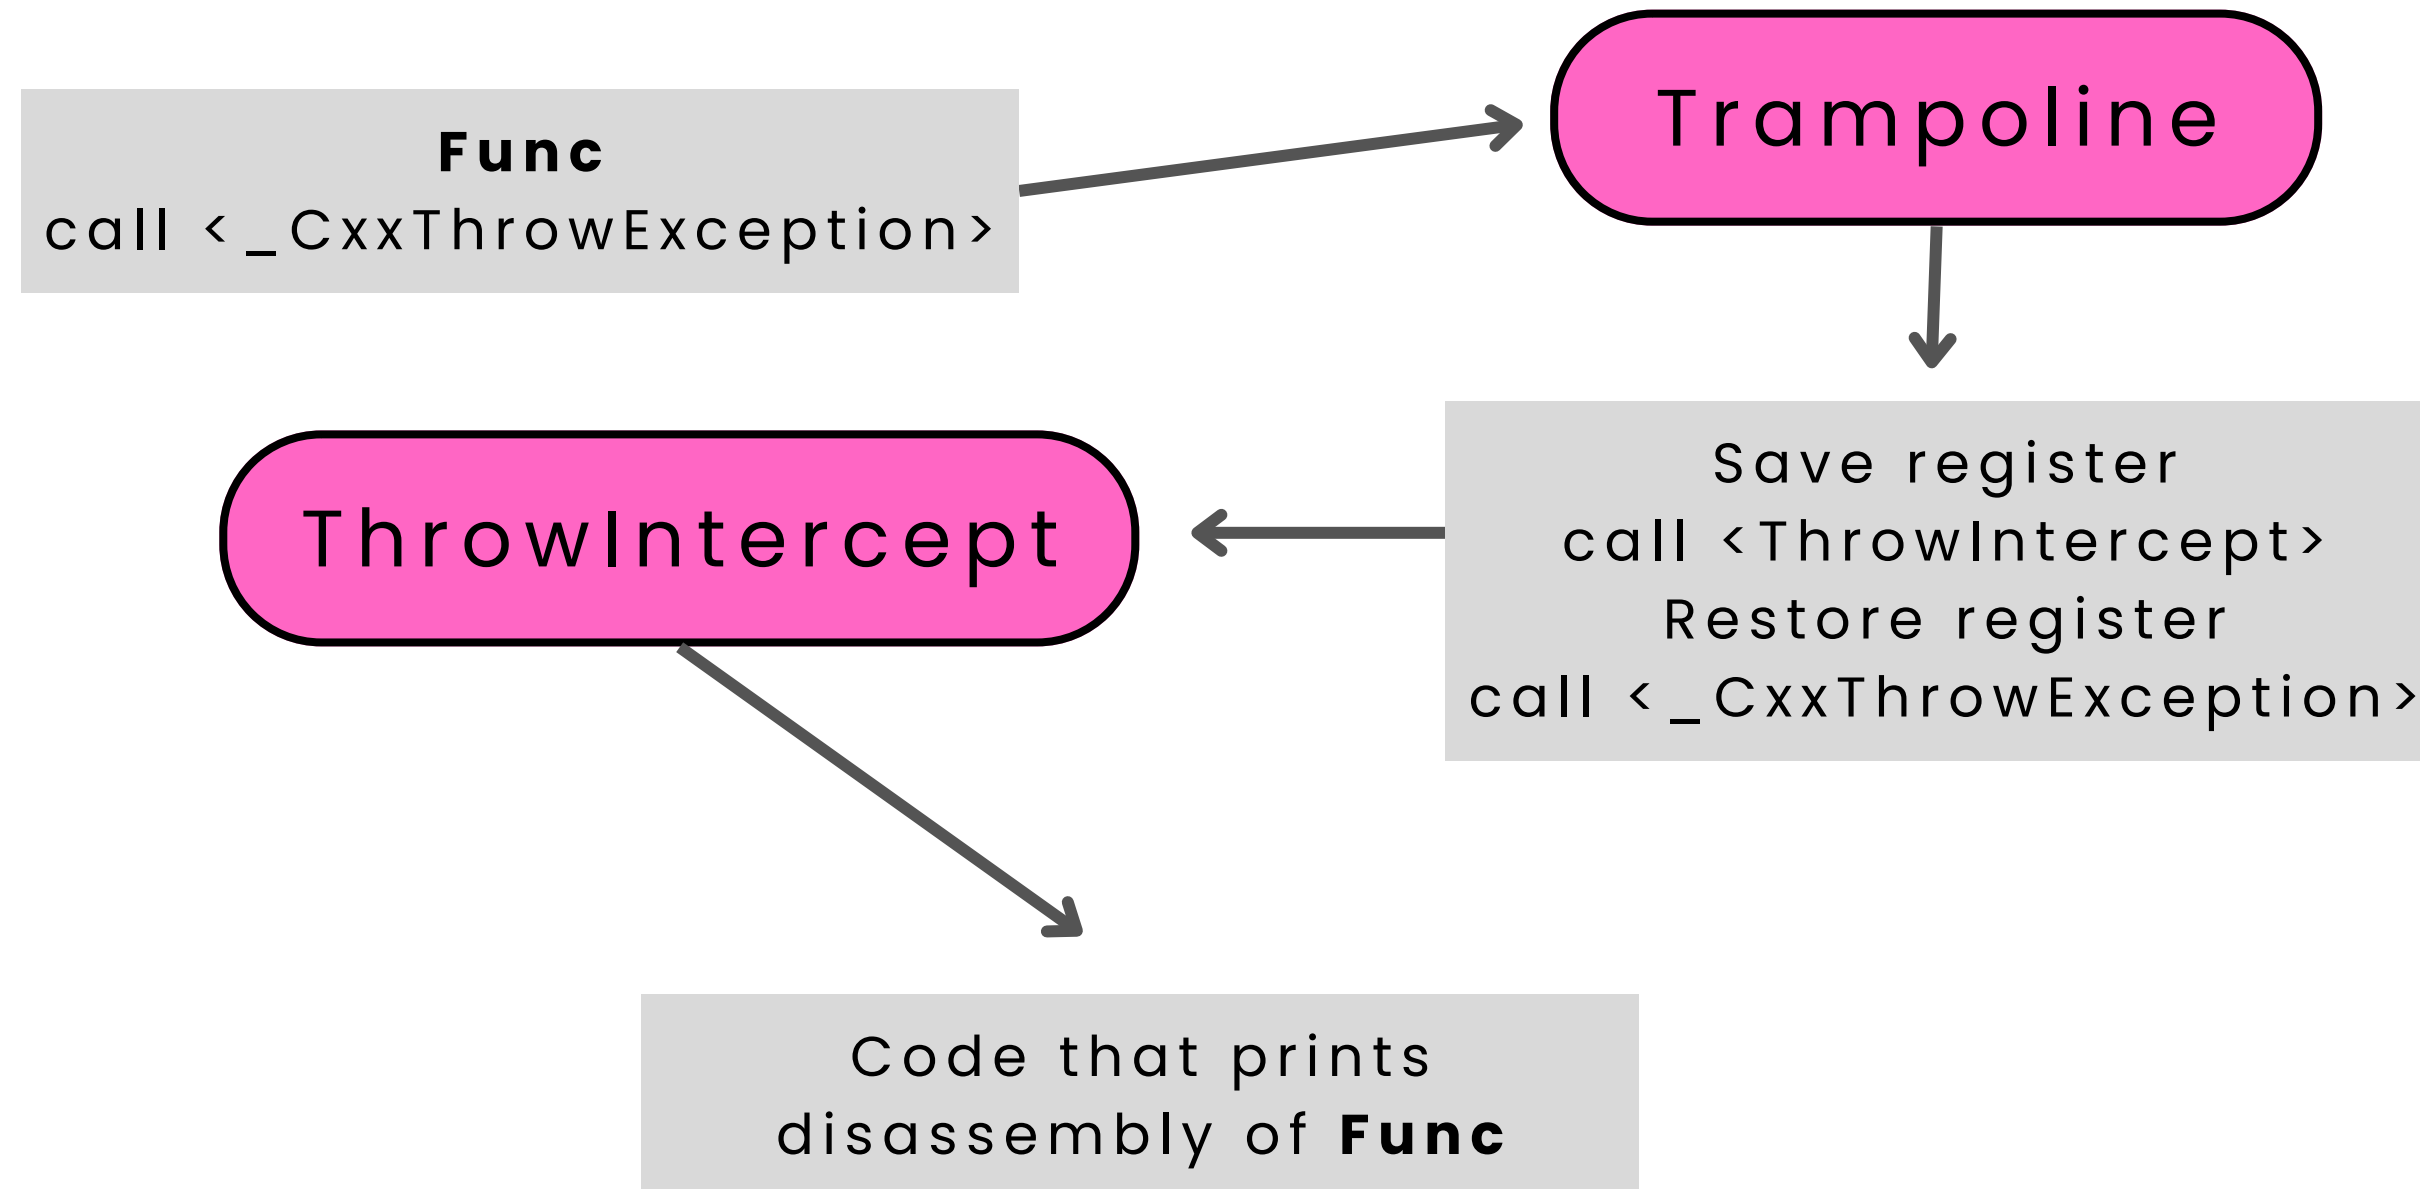 Trampoline
Func
call <_CxxThrowException>
Save register
call <ThrowIntercept>
Restore register
call <_CxxThrowException>
ThrowIntercept
Code that prints
disassembly of Func